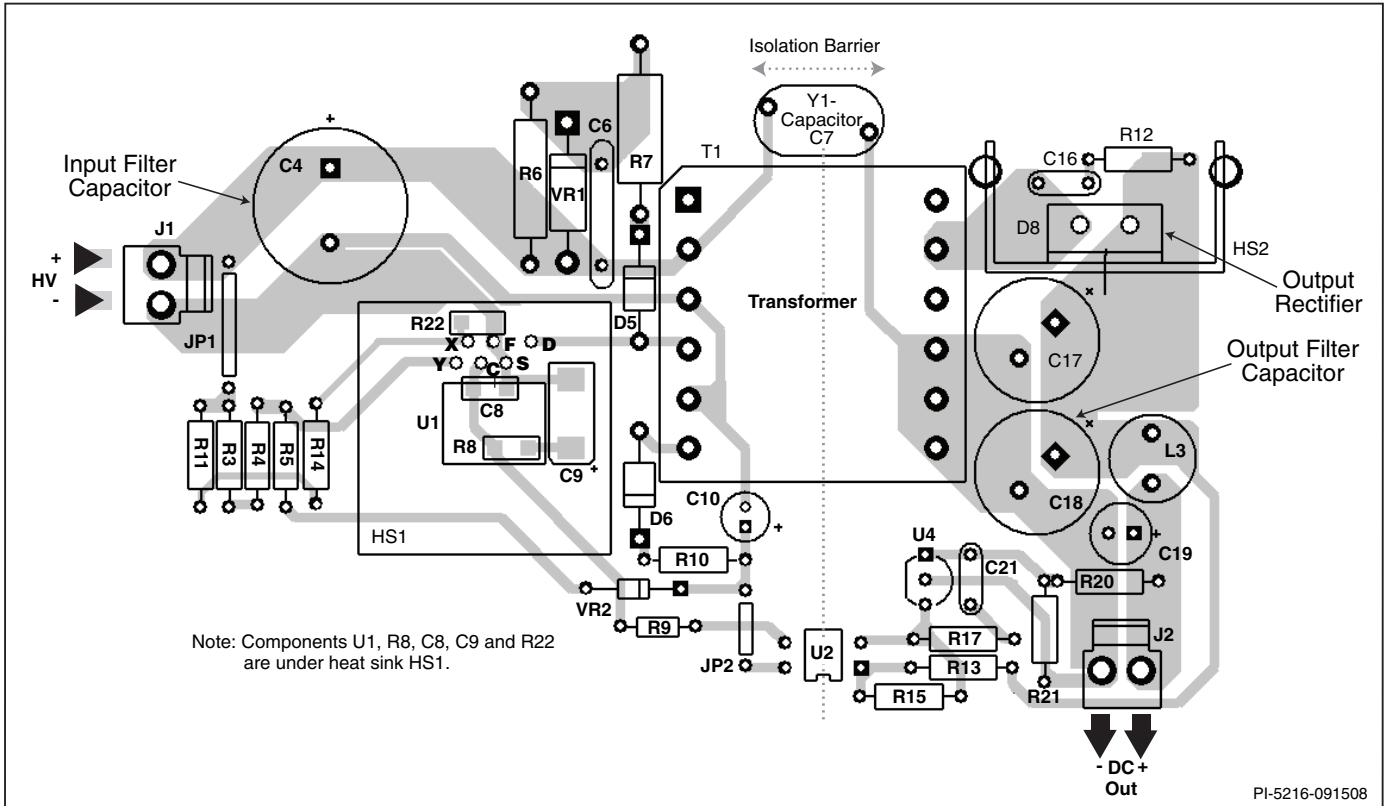 Isolation Barrier
Y1-
Capacitor
C7
+
C4
Input Filter
Capacitor
R6
VR1
C6
R7
T1
R12
C16
D8
HS2
Output
Rectifier
J1
+
HV
-
JP1
Transformer
D5
R22
X
F
D
Y
C
S
C8
U1
R8
C9
+
HS1
C17
Output Filter
Capacitor
C18
L3
R11
R3
R4
R5
R14
D6
C10
+
R10
VR2
R9
JP2
U2
U4
C21
C19
+
R20
R17
R13
R15
R21
J2
Note: Components U1, R8, C8, C9 and R22
are under heat sink HS1.
- DC +
Out
PI-5216-091508